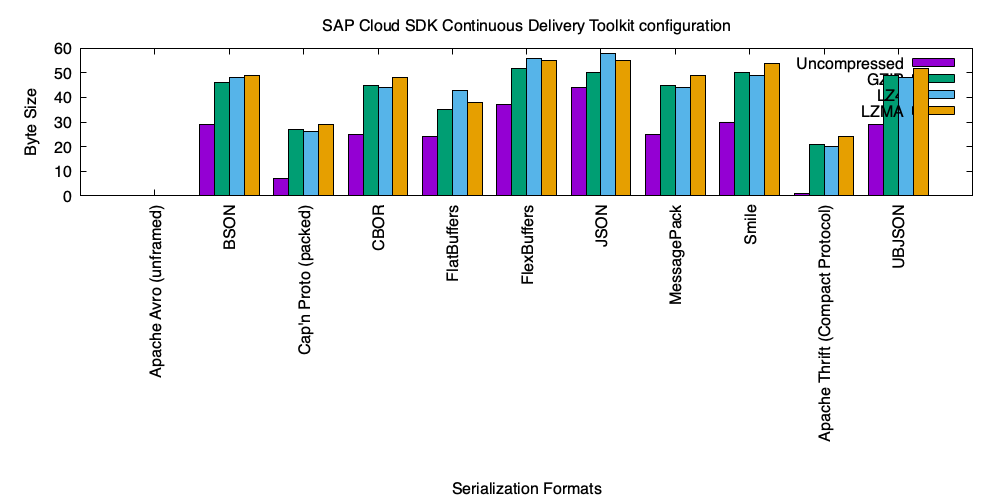 SAP Cloud SDK Continuous Delivery Toolkit configuration
Byte Size
60
50
40
30
20
10
0
Uncompressed
GZIP
LZ4
LZMA
Apache Avro (unframed)
BSON
Cap'n Proto (packed)
CBOR
FlatBuffers
FlexBuffers
JSON
MessagePack
Smile
Apache Thrift (Compact Protocol)
UBJSON
Serialization Formats